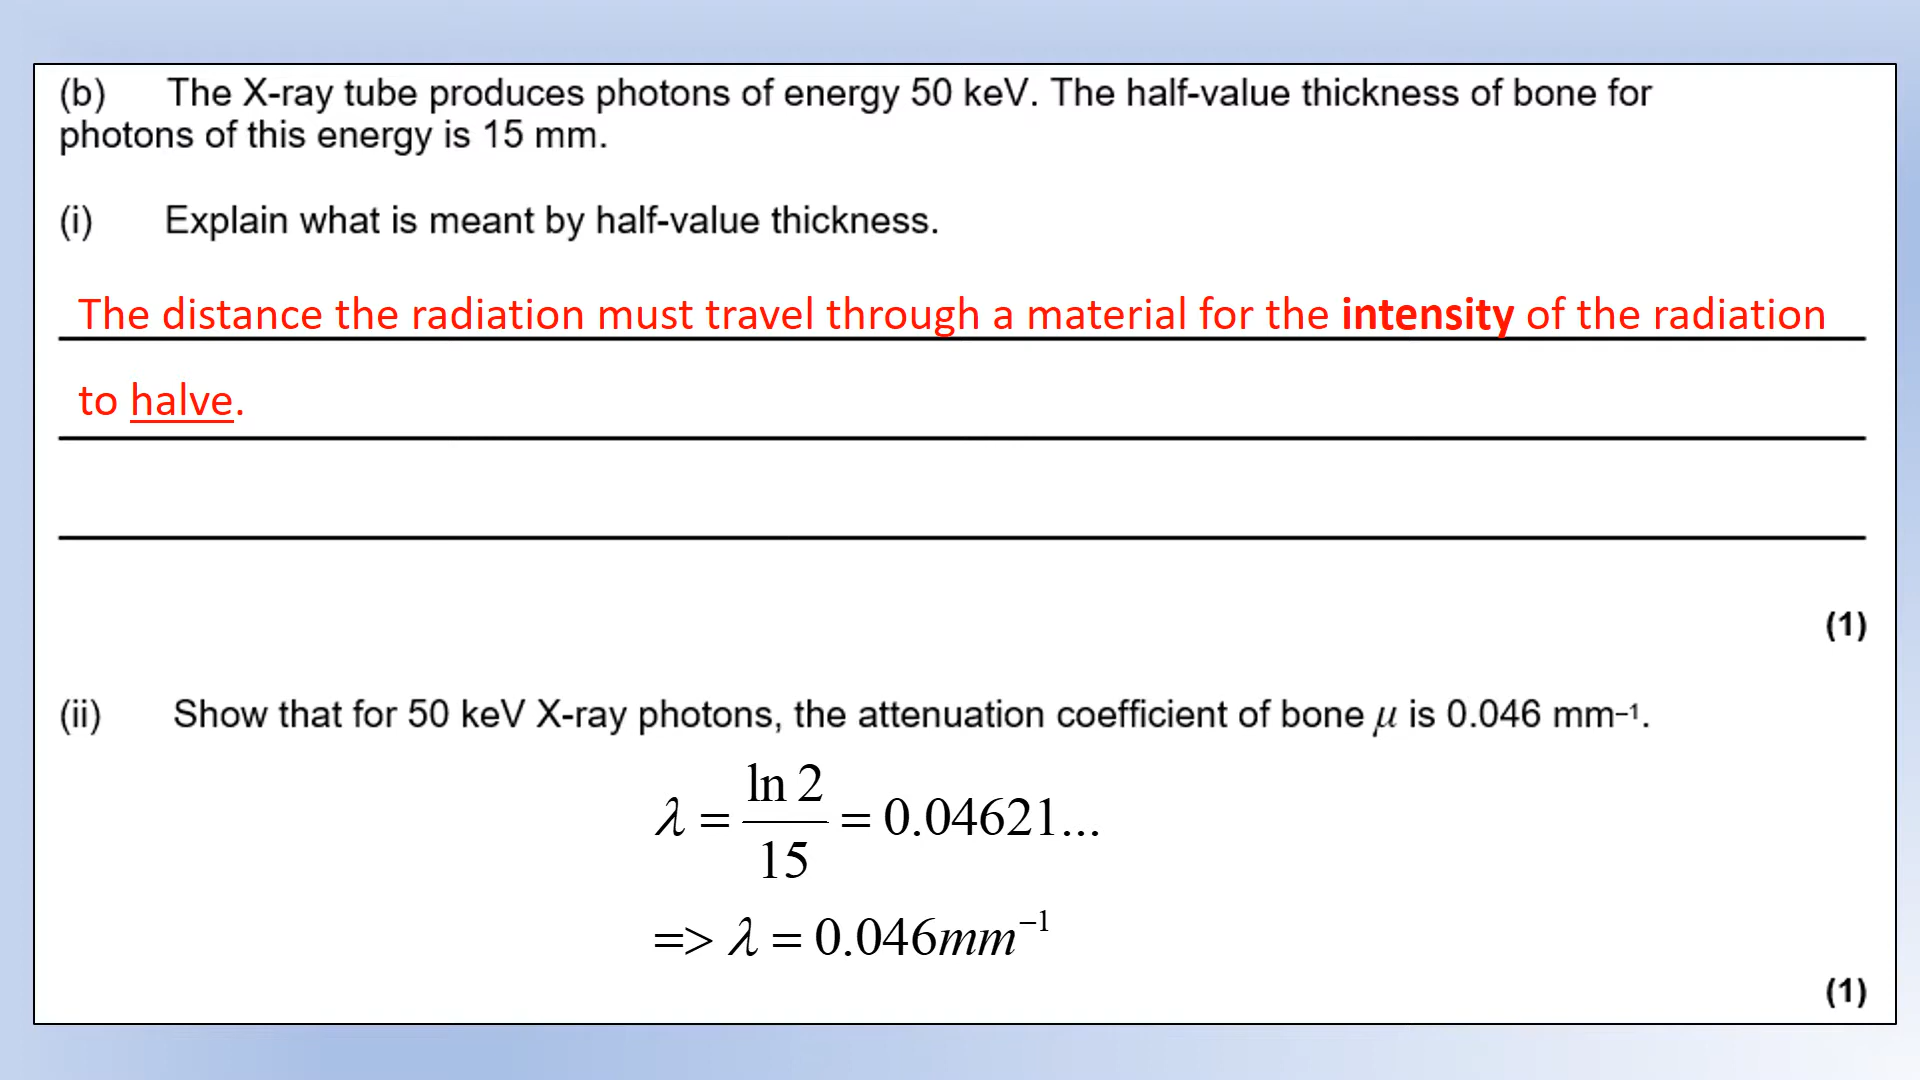 (b) The X-ray tube produces photons of energy 50 keV. The half-value thickness of bone for
photons of this energy is 15 mm.
(i) Explain what is meant by half-value thickness.
The distance the radiation must travel through a material for the intensity of the radiation
to halve.
(1)
(ii) Show that for 50 keV X-ray photons, the attenuation coefficient of bone μ is 0.046 mm⁻¹.
λ = ln 2 / 15 = 0.04621...
=> λ = 0.046mm⁻¹
(1)